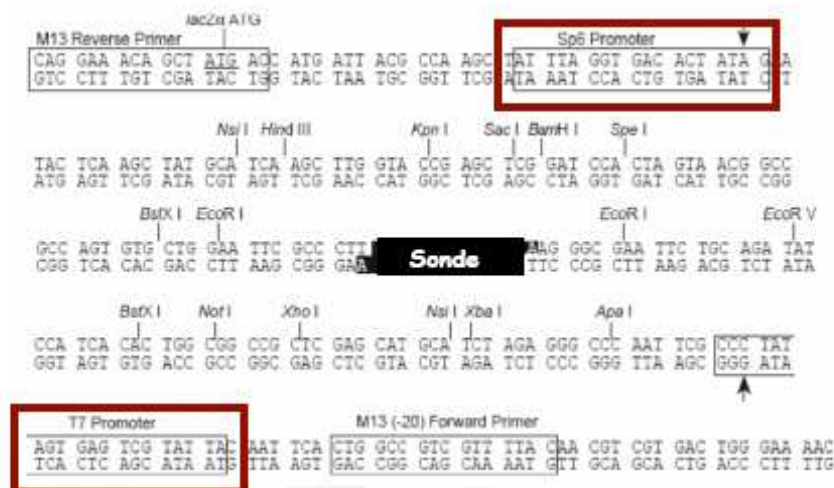 lacZα ATG
M13 Reverse Primer Sp6 Promoter
CAG GAA ACA GCT ATG ACC ATG ATT ACG CCA AGC TAT TTA GGT GAC ACT ATA GAA
GTC CTT TGT CGA TAC TGG TAC TAA TGC GGT TCG ATA AAT CCA CTG TGA TAT CTT
Nsi I Hind III Kpn I Sac I BamH I Spe I
TAC TCA AGC TAT GCA TCA AGC TTG GTA CCG AGC TCG GAT CCA CTA GTA ACG GCC
ATG AGT TCG ATA CGT AGT TCG AAC CAT GGC TCG AGC CTA GGT GAT CAT TGC CGG
BstX I EcoR I EcoR I EcoR V
GCC AGT GTG CTG GAA TTC GCC CTT Sonde AAG GGC GAA TTC TGC AGA TAT
CGG TCA CAC GAC CTT AAG CGG GAA TTC CCG CTT AAG ACG TCT ATA
BstX I Not I Xho I Nsi I Xba I Apa I
CCA TCA CAC TGG CGG CCG CTC GAG CAT GCA TCT AGA GGG CCC AAT TCG CCC TAT
GGT AGT GTG ACC GCC GGC GAG CTC GTA CGT AGA TCT CCC GGG TTA AGC GGG ATA
T7 Promoter M13 (-20) Forward Primer
AGT GAG TCG TAT TAC AAT TCA CTG GCC GTC GTT TTA CAA CGT CGT GAC TGG GAA AAC
TCA CTC AGC ATA ATG TTA AGT GAC CGG CAG CAA AAT GTT GCA GCA CTG ACC CTT TTG